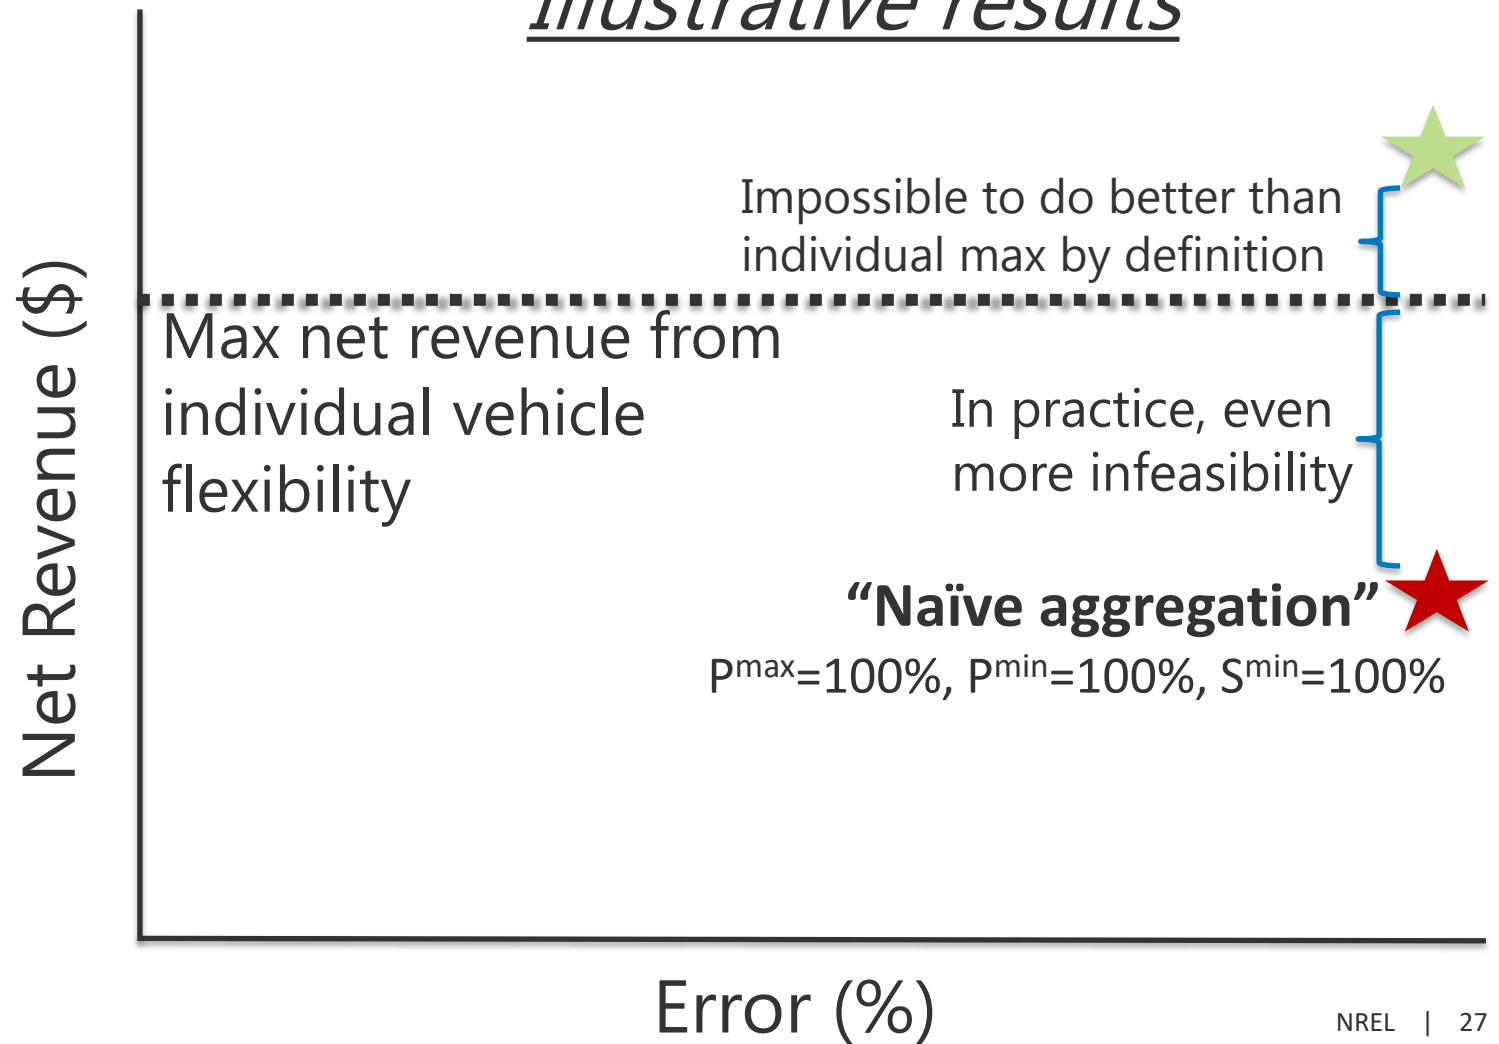 Illustrative results
Impossible to do better than
individual max by definition
Max net revenue from
individual vehicle
flexibility
In practice, even
more infeasibility
“Naïve aggregation”
Pmax=100%, Pmin=100%, Smin=100%
Net Revenue ($)
Error (%)
NREL | 27